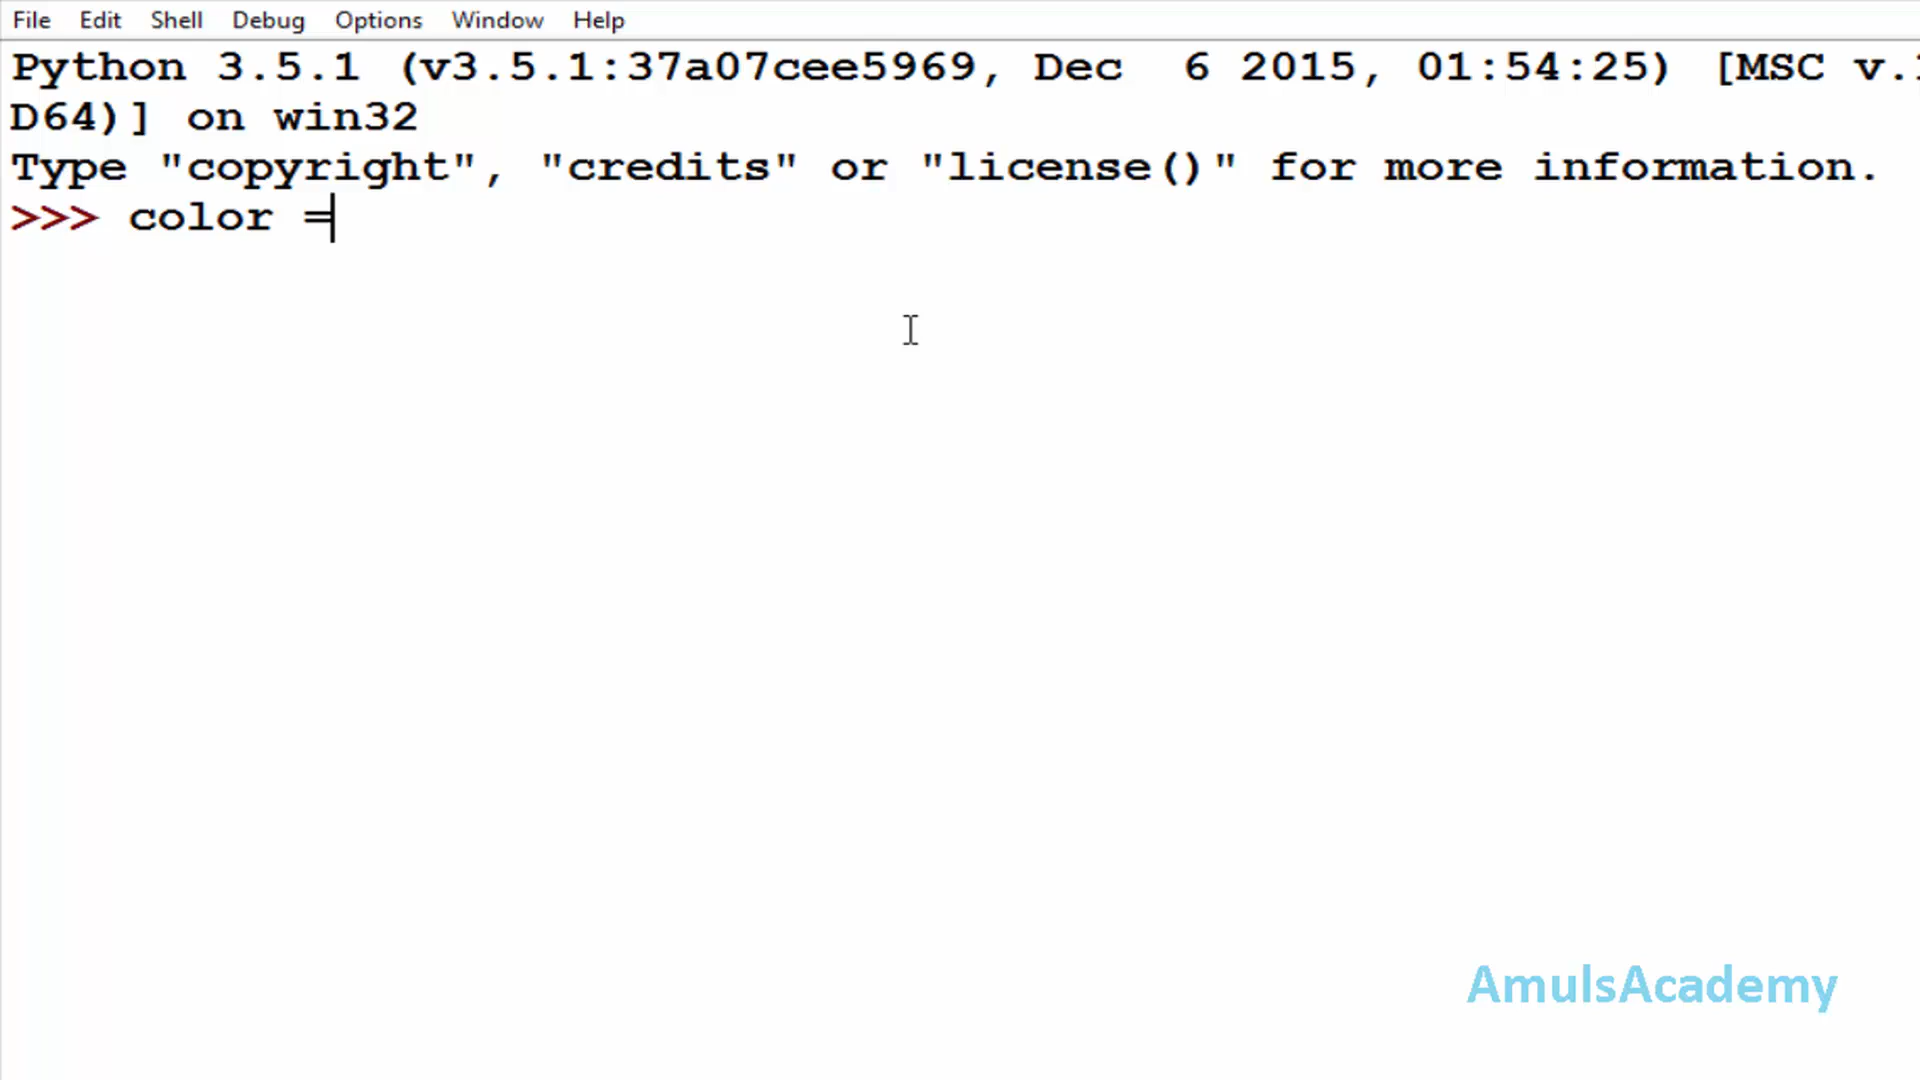 File Edit Shell Debug Options Window Help
Python 3.5.1 (v3.5.1:37a07cee5969, Dec  6 2015, 01:54:25) [MSC v.
D64)] on win32
Type "copyright", "credits" or "license()" for more information.
>>> color =
AmulsAcademy